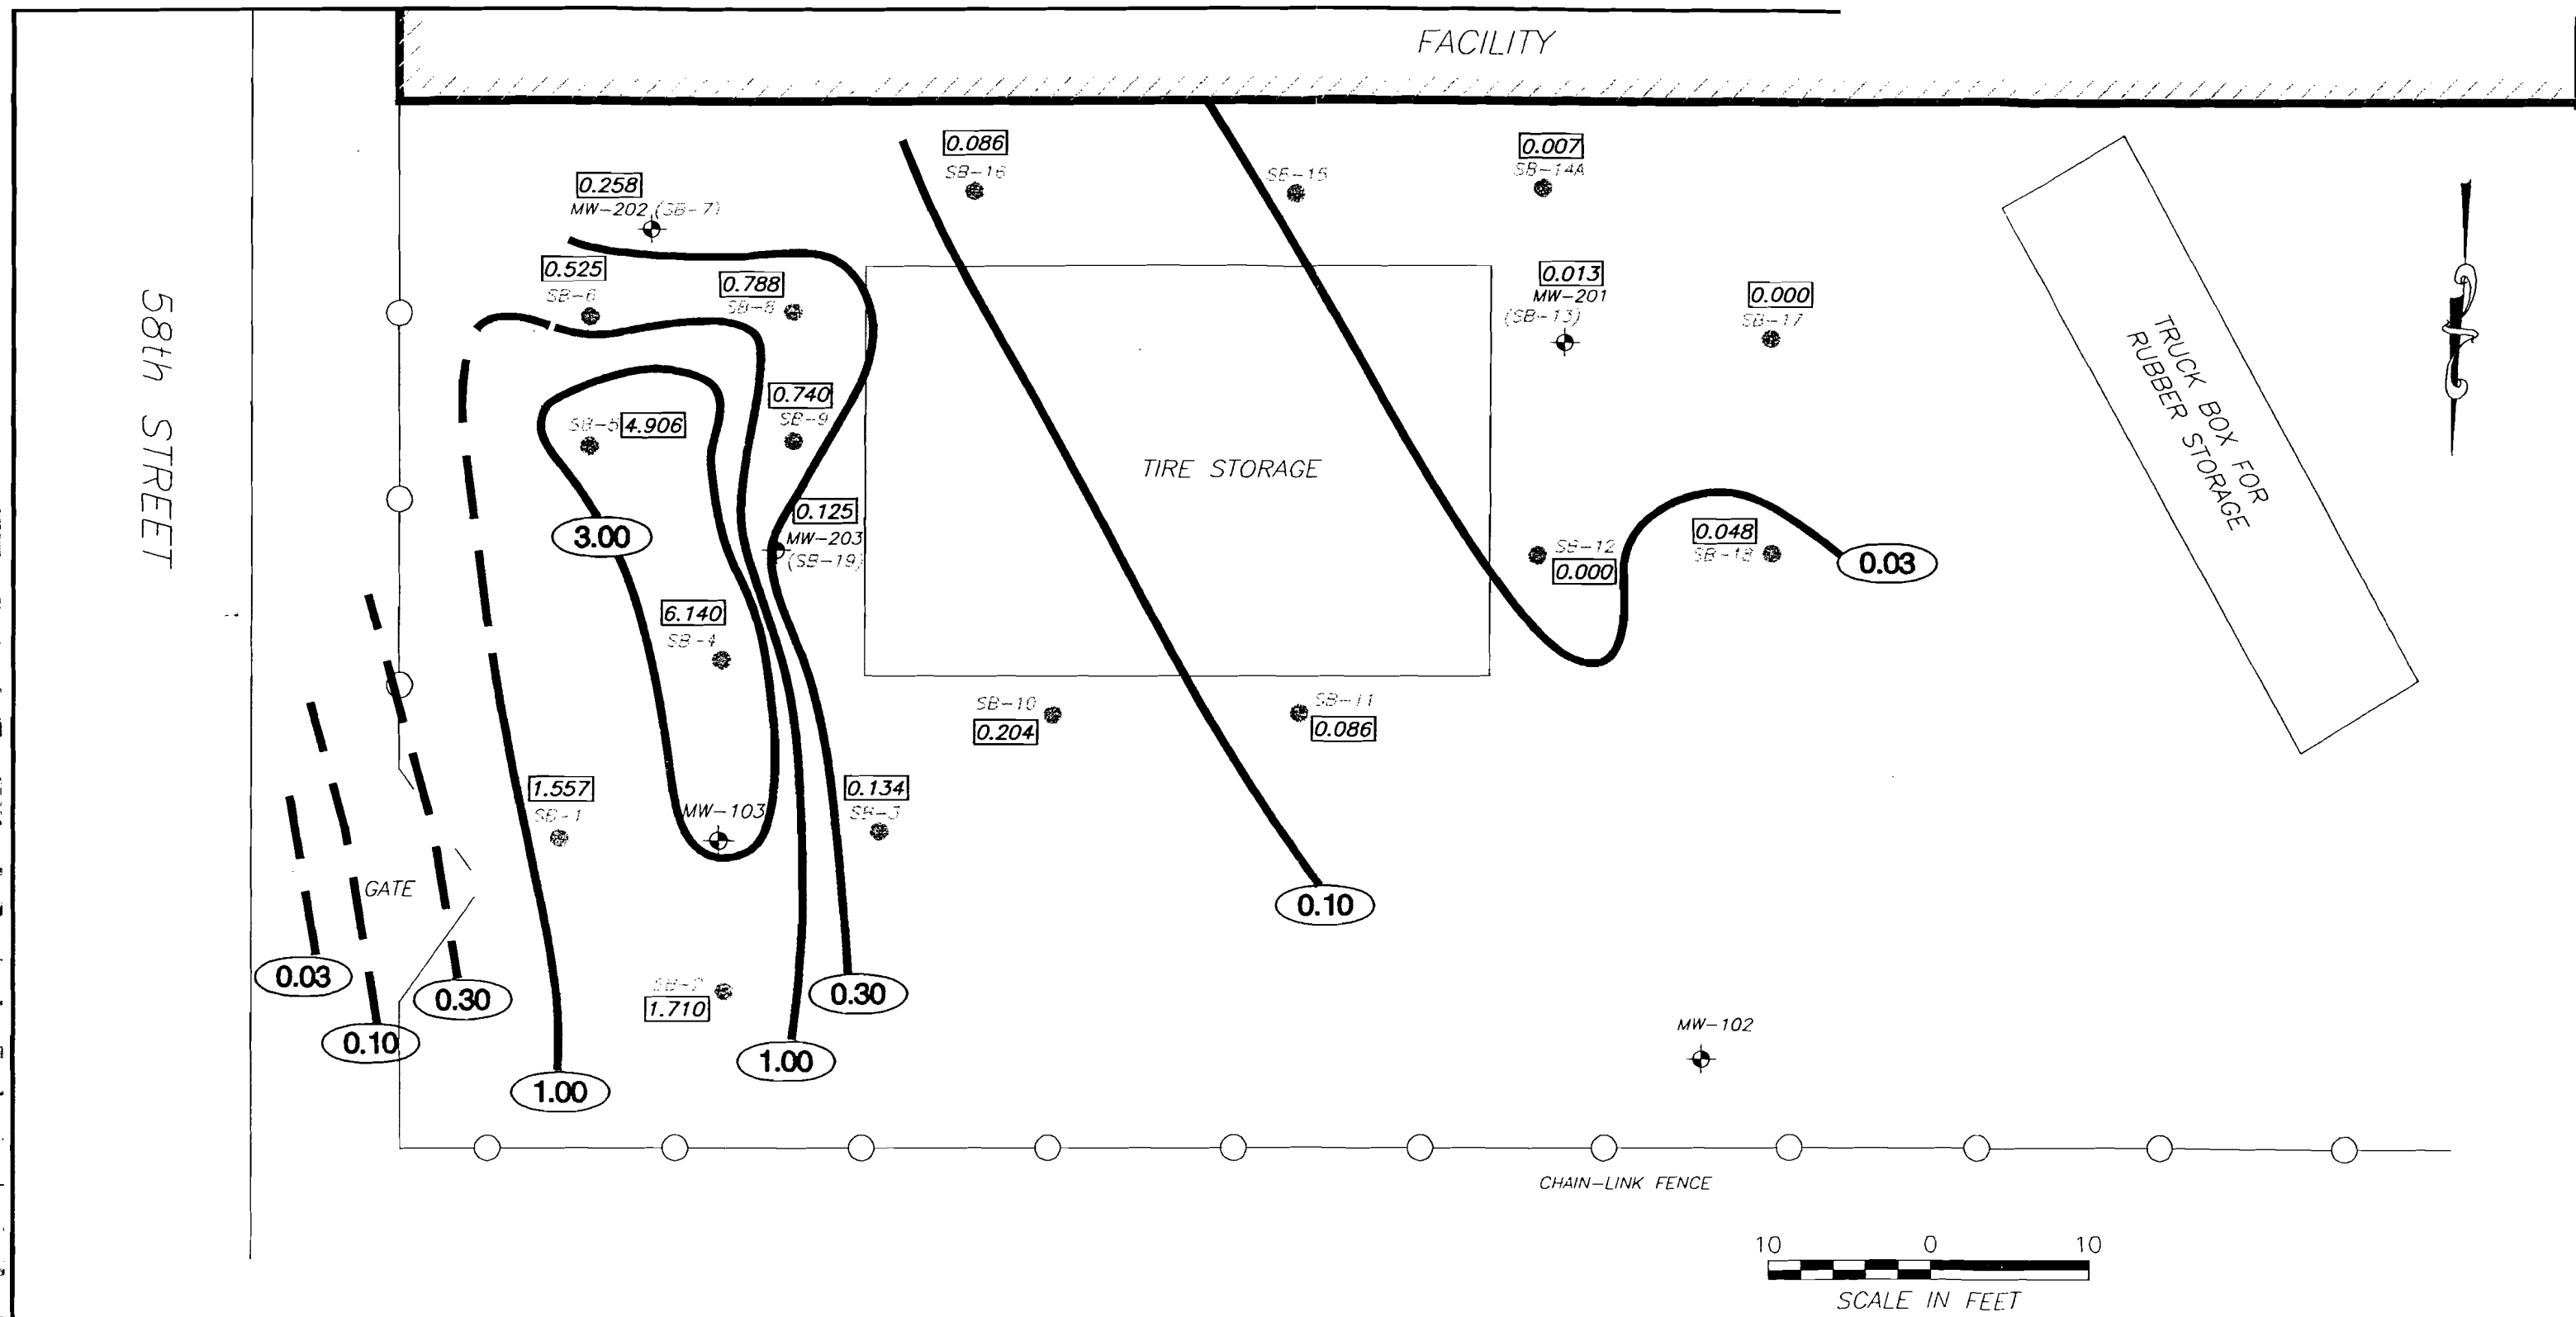 FACILITY
0.086
SB-16
SB-15
0.007
SB-14A
0.258
MW-202 (SB-7)
0.525
SB-6
0.788
SB-8
0.013
MW-201
(SB-13)
0.000
SB-17
58th STREET
TRUCK BOX FOR
RUBBER STORAGE
0.740
SB-9
SB-5 4.906
TIRE STORAGE
0.125
MW-203
(SB-19)
3.00
SB-12
0.000
0.048
SB-18
0.03
6.140
SB-4
SB-10
0.204
SB-11
0.086
1.557
SB-1
MW-103
0.134
SB-3
GATE
0.10
0.03
0.30
0.10
SB-2
1.710
0.30
1.00
1.00
MW-102
CHAIN-LINK FENCE
10 0 10
SCALE IN FEET